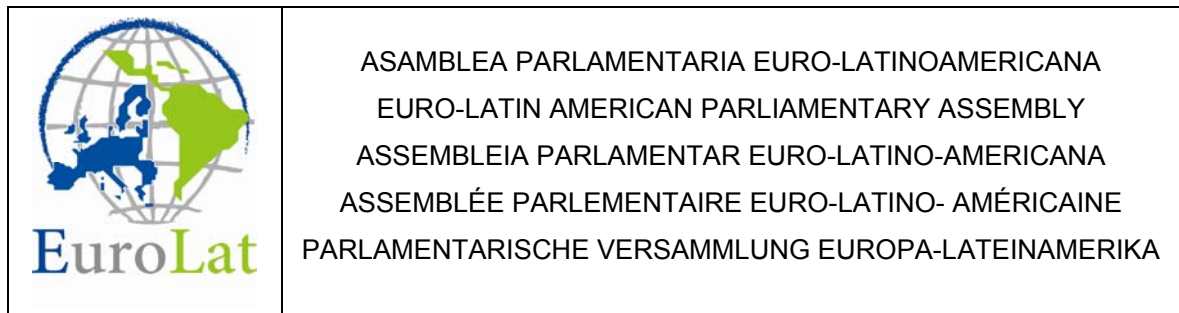 EuroLat
ASAMBLEA PARLAMENTARIA EURO-LATINOAMERICANA
EURO-LATIN AMERICAN PARLIAMENTARY ASSEMBLY
ASSEMBLEIA PARLAMENTAR EURO-LATINO-AMERICANA
ASSEMBLÉE PARLEMENTAIRE EURO-LATINO- AMÉRICAINE
PARLAMENTARISCHE VERSAMMLUNG EUROPA-LATEINAMERIKA